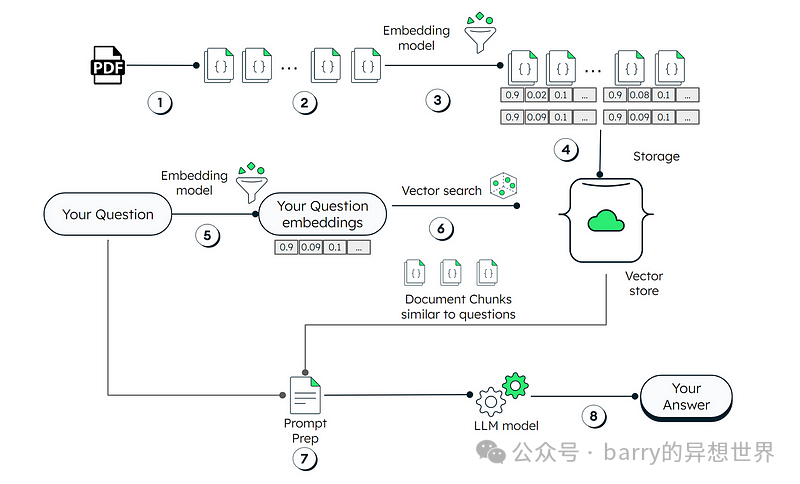 Embedding
model
PDF
{ }
{ }
...
{ }
{ }
{ }
{ }
...
{ }
{ }
1
2
3
0.9 0.02 0.1 ...
0.9 0.08 0.1 ...
0.9 0.09 0.1 ...
0.9 0.09 0.1 ...
4
Storage
Embedding
model
Your Question
5
Your Question
embeddings
0.9 0.09 0.1 ...
Vector search
6
Vector
store
{ }
{ }
{ }
Document Chunks
similar to questions
Prompt
Prep
7
LLM model
8
Your
Answer
公众号 · barry的异想世界